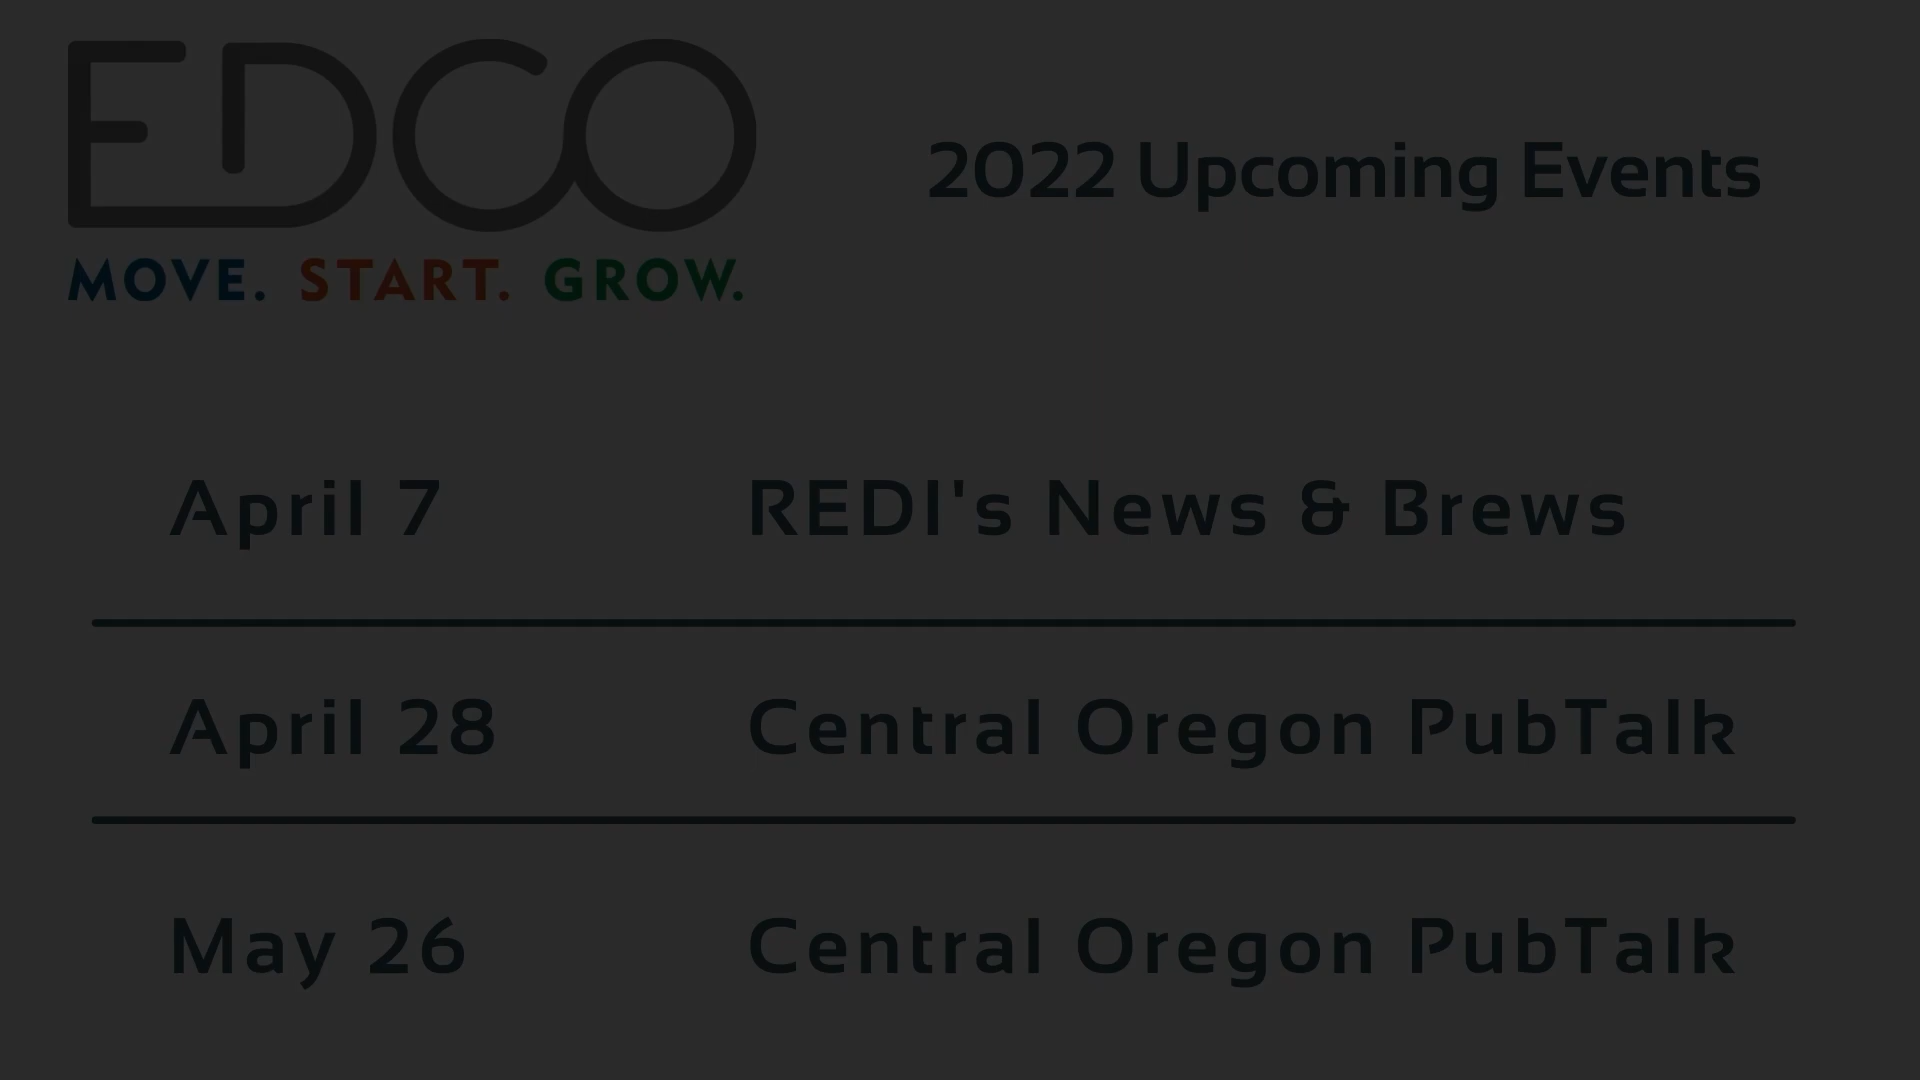 EDCO
MOVE. START. GROW.
2022 Upcoming Events
April 7 REDI's News & Brews
April 28 Central Oregon PubTalk
May 26 Central Oregon PubTalk